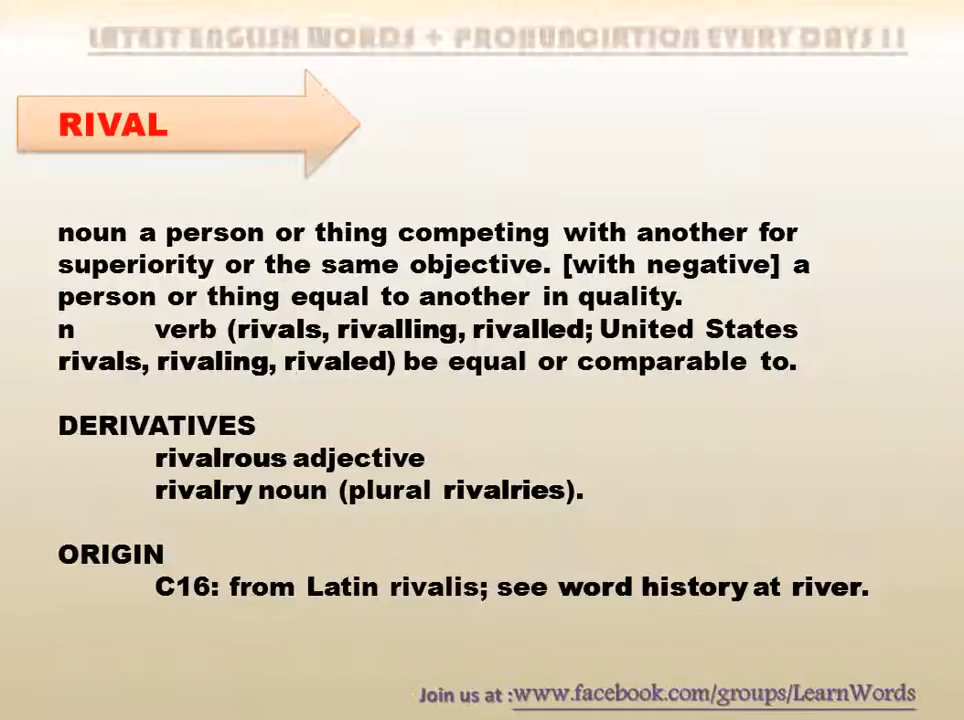 LATEST ENGLISH WORDS + PRONUNCIATION EVERY DAYS !!
RIVAL
noun a person or thing competing with another for
superiority or the same objective. [with negative] a
person or thing equal to another in quality.
n verb (rivals, rivalling, rivalled; United States
rivals, rivaling, rivaled) be equal or comparable to.
DERIVATIVES
rivalrous adjective
rivalry noun (plural rivalries).
ORIGIN
C16: from Latin rivalis; see word history at river.
Join us at :www.facebook.com/groups/LearnWords